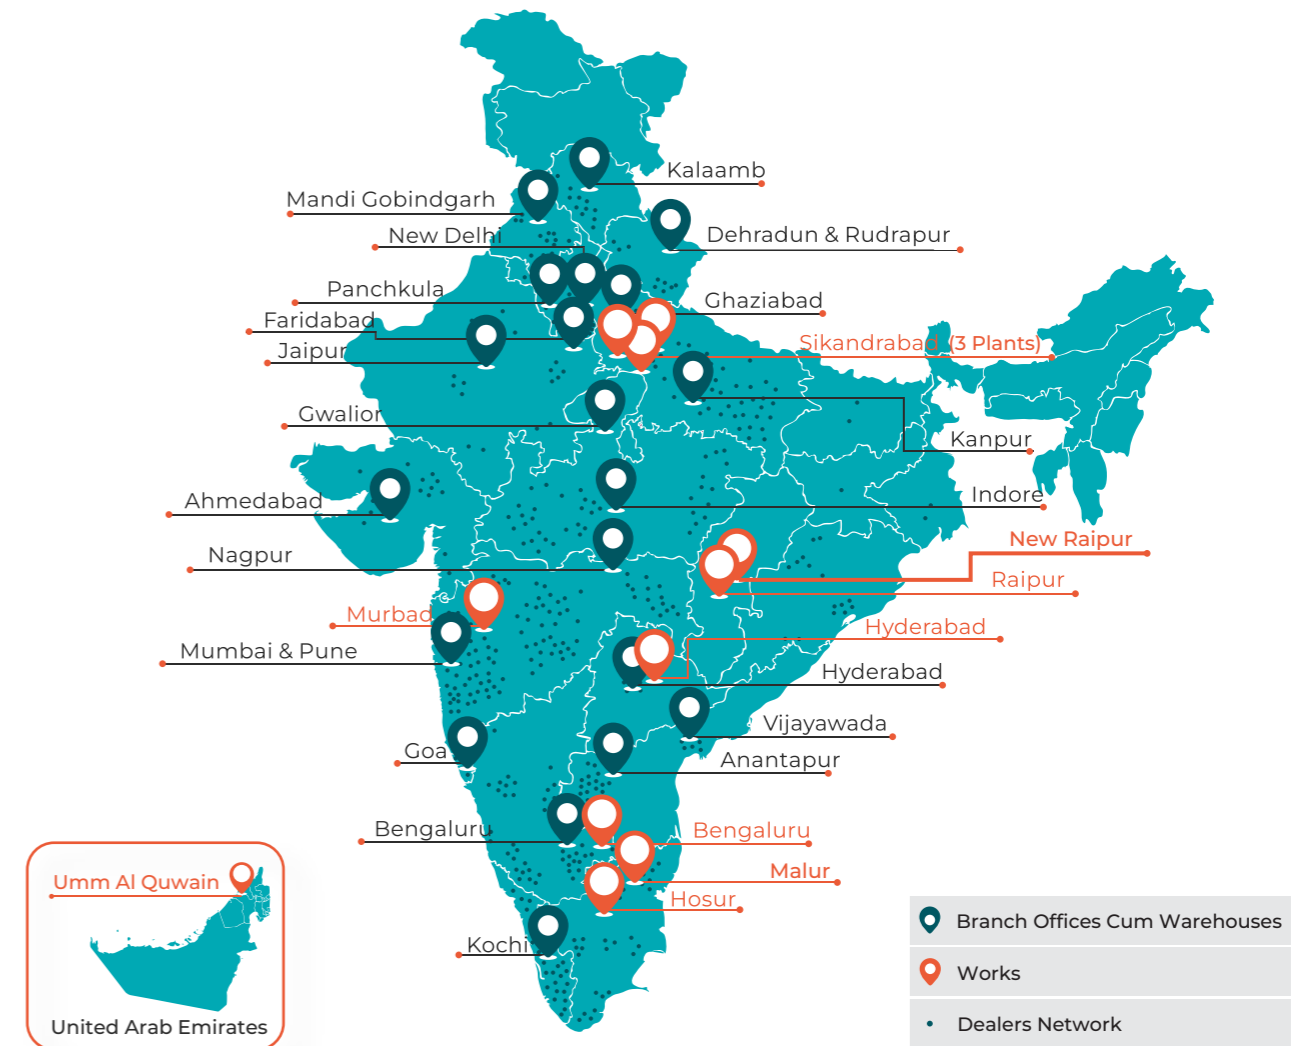 Kalaamb
Mandi Gobindgarh
New Delhi
Dehradun & Rudrapur
Panchkula
Ghaziabad
Faridabad
Sikandrabad (3 Plants)
Jaipur
Gwalior
Kanpur
Ahmedabad
Indore
New Raipur
Nagpur
Raipur
Murbad
Hyderabad
Mumbai & Pune
Hyderabad
Vijayawada
Goa
Anantapur
Bengaluru
Bengaluru
Malur
Umm Al Quwain
Hosur
Kochi
United Arab Emirates
Branch Offices Cum Warehouses
Works
Dealers Network